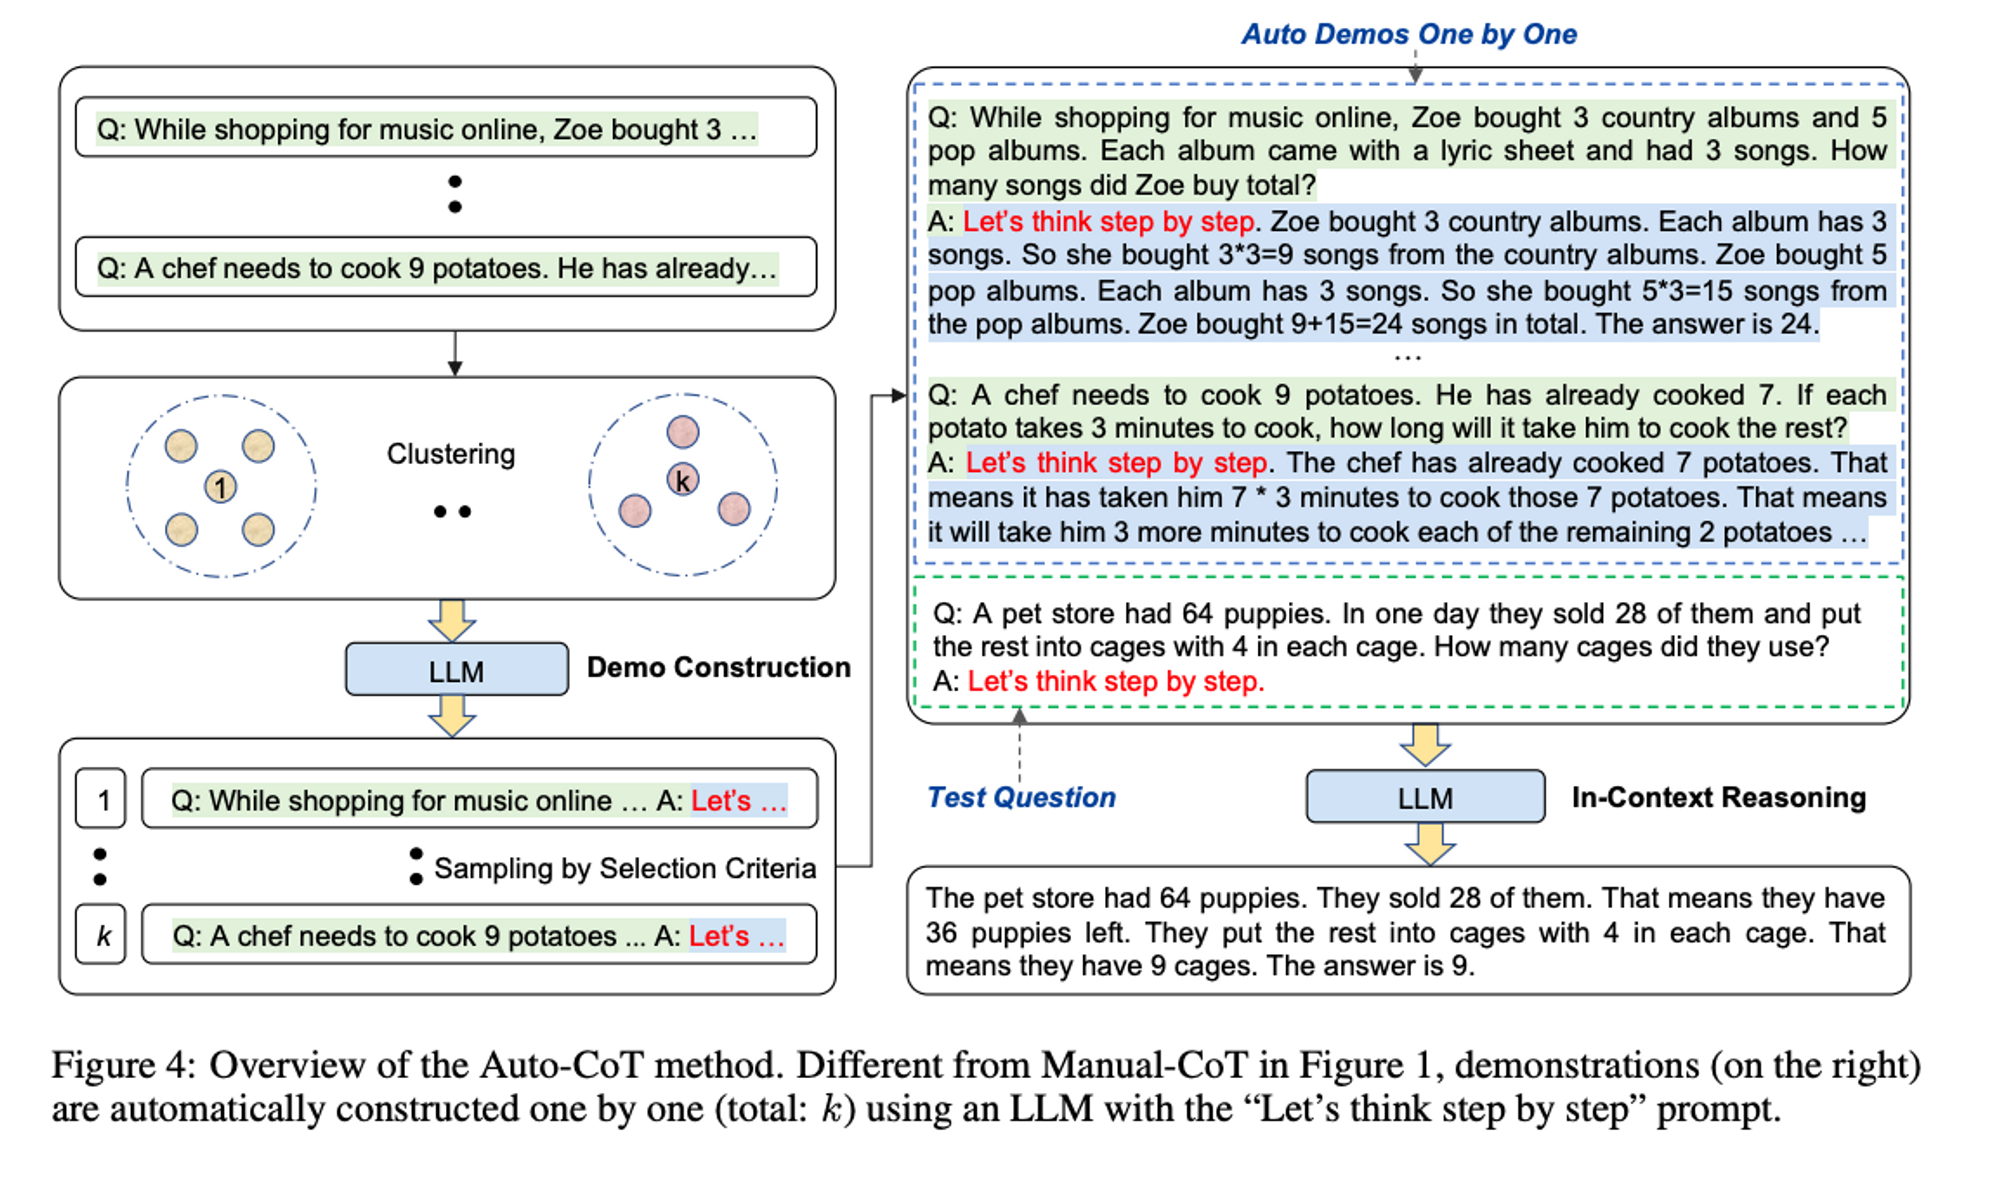 Q: While shopping for music online, Zoe bought 3 …
Q: A chef needs to cook 9 potatoes. He has already…
Clustering
1
k
LLM
Demo Construction
1
Q: While shopping for music online … A: Let’s …
Sampling by Selection Criteria
k
Q: A chef needs to cook 9 potatoes ... A: Let’s …
Auto Demos One by One
Q: While shopping for music online, Zoe bought 3 country albums and 5
pop albums. Each album came with a lyric sheet and had 3 songs. How
many songs did Zoe buy total?
A: Let’s think step by step. Zoe bought 3 country albums. Each album has 3
songs. So she bought 3*3=9 songs from the country albums. Zoe bought 5
pop albums. Each album has 3 songs. So she bought 5*3=15 songs from
the pop albums. Zoe bought 9+15=24 songs in total. The answer is 24.
…
Q: A chef needs to cook 9 potatoes. He has already cooked 7. If each
potato takes 3 minutes to cook, how long will it take him to cook the rest?
A: Let’s think step by step. The chef has already cooked 7 potatoes. That
means it has taken him 7 * 3 minutes to cook those 7 potatoes. That means
it will take him 3 more minutes to cook each of the remaining 2 potatoes …
Q: A pet store had 64 puppies. In one day they sold 28 of them and put
the rest into cages with 4 in each cage. How many cages did they use?
A: Let’s think step by step.
Test Question
LLM
In-Context Reasoning
The pet store had 64 puppies. They sold 28 of them. That means they have
36 puppies left. They put the rest into cages with 4 in each cage. That
means they have 9 cages. The answer is 9.
Figure 4: Overview of the Auto-CoT method. Different from Manual-CoT in Figure 1, demonstrations (on the right)
are automatically constructed one by one (total: k) using an LLM with the “Let’s think step by step” prompt.